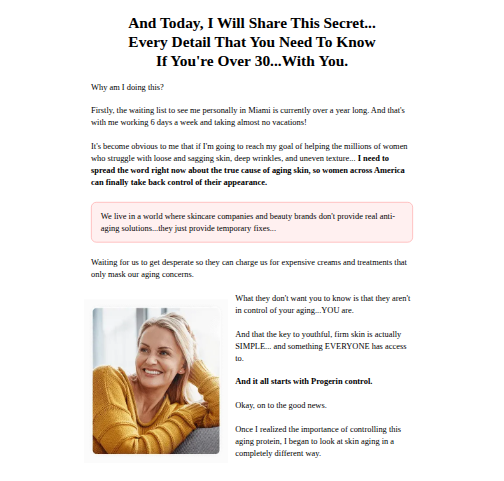 And Today, I Will Share This Secret...
Every Detail That You Need To Know
If You're Over 30...With You.
Why am I doing this?
Firstly, the waiting list to see me personally in Miami is currently over a year long. And that's
with me working 6 days a week and taking almost no vacations!
It's become obvious to me that if I'm going to reach my goal of helping the millions of women
who struggle with loose and sagging skin, deep wrinkles, and uneven texture... I need to
spread the word right now about the true cause of aging skin, so women across America
can finally take back control of their appearance.
We live in a world where skincare companies and beauty brands don't provide real anti-
aging solutions...they just provide temporary fixes...
Waiting for us to get desperate so they can charge us for expensive creams and treatments that
only mask our aging concerns.
What they don't want you to know is that they aren't
in control of your aging...YOU are.
And that the key to youthful, firm skin is actually
SIMPLE... and something EVERYONE has access
to.
And it all starts with Progerin control.
Okay, on to the good news.
Once I realized the importance of controlling this
aging protein, I began to look at skin aging in a
completely different way.